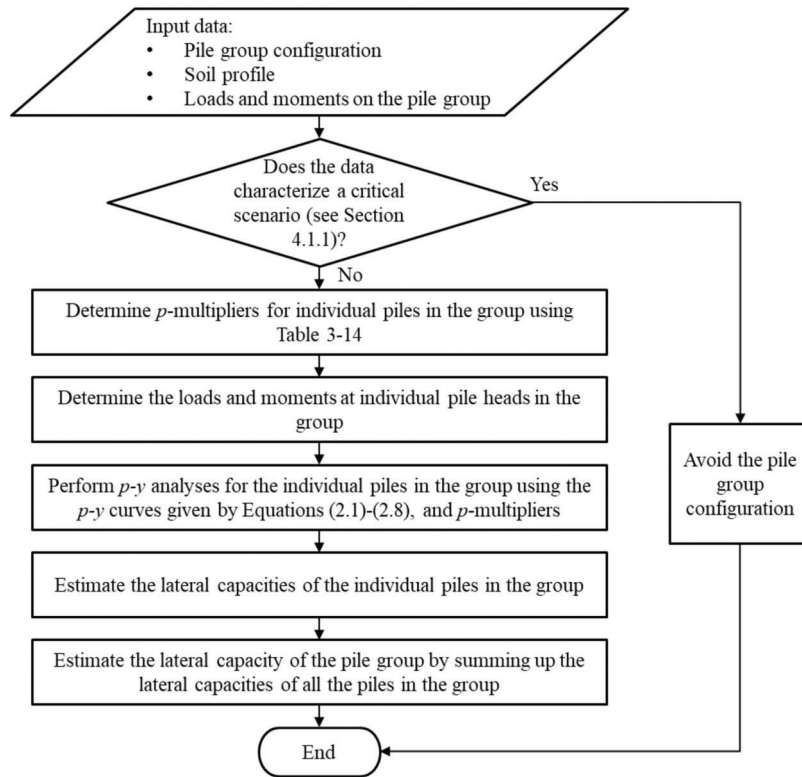 Input data:
• Pile group configuration
• Soil profile
• Loads and moments on the pile group
Does the data
characterize a critical
scenario (see Section
4.1.1)?
Yes
No
Determine p-multipliers for individual piles in the group using
Table 3-14
Determine the loads and moments at individual pile heads in the
group
Perform p-y analyses for the individual piles in the group using the
p-y curves given by Equations (2.1)-(2.8), and p-multipliers
Avoid the pile
group
configuration
Estimate the lateral capacities of the individual piles in the group
Estimate the lateral capacity of the pile group by summing up the
lateral capacities of all the piles in the group
End